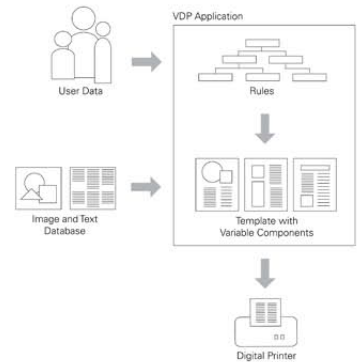 VDP Application
User Data
Rules
Image and Text
Database
Template with
Variable Components
Digital Printer